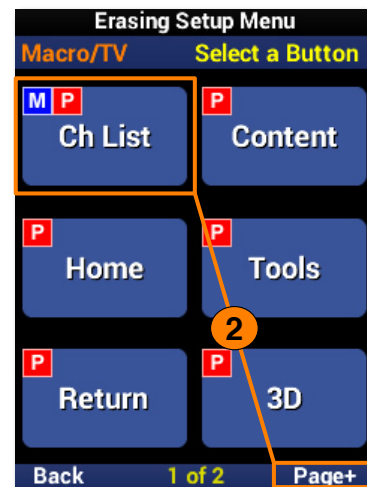 Erasing Setup Menu
Macro/TV Select a Button
M P P
Ch List Content
P P
Home Tools
2
P P
Return 3D
Back 1 of 2 Page+